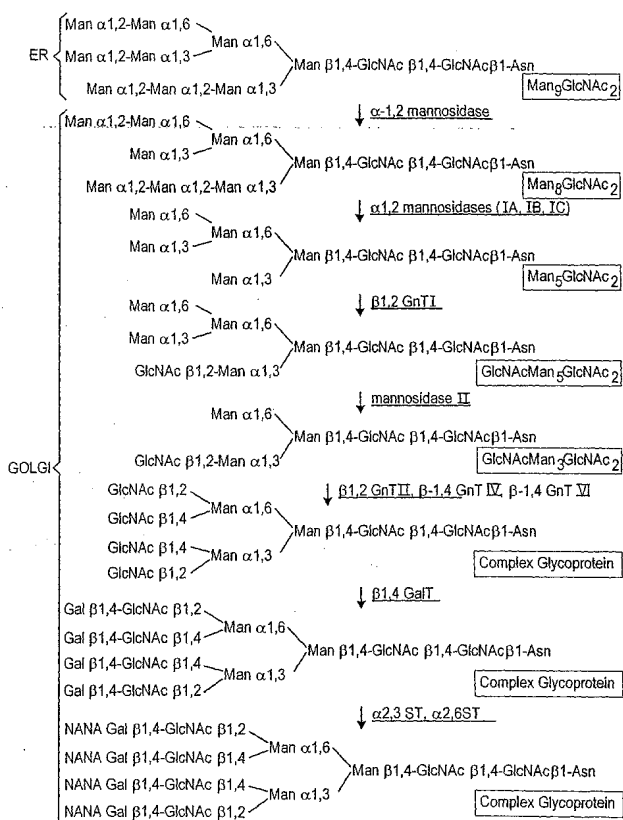 Man α1,2-Man α1,6
Man α1,6
ER
Man α1,2-Man α1,3
Man β1,4-GlcNAc β1,4-GlcNAcβ1-Asn
Man α1,2-Man α1,2-Man α1,3
Man9GlcNAc2
α-1,2 mannosidase
Man α1,2-Man α1,6
Man α1,6
Man α1,3
Man β1,4-GlcNAc β1,4-GlcNAcβ1-Asn
Man α1,2-Man α1,2-Man α1,3
Man8GlcNAc2
α1,2 mannosidases (IA, IB, IC)
Man α1,6
Man α1,6
Man α1,3
Man β1,4-GlcNAc β1,4-GlcNAcβ1-Asn
Man α1,3
Man5GlcNAc2
β1,2 GnTI
Man α1,6
Man α1,6
Man α1,3
Man β1,4-GlcNAc β1,4-GlcNAcβ1-Asn
GlcNAc β1,2-Man α1,3
GlcNAcMan5GlcNAc2
mannosidase II
Man α1,6
Man β1,4-GlcNAc β1,4-GlcNAcβ1-Asn
GlcNAc β1,2-Man α1,3
GlcNAcMan3GlcNAc2
GOLGI
β1,2 GnTII, β-1.4 GnT IV, β-1,4 GnT VI
GlcNAc β1,2
Man α1,6
GlcNAc β1,4
Man β1,4-GlcNAc β1,4-GlcNAcβ1-Asn
GlcNAc β1,4
Man α1,3
GlcNAc β1,2
Complex Glycoprotein
β1,4 GalT
Gal β1,4-GlcNAc β1,2
Man α1,6
Gal β1,4-GlcNAc β1,4
Man β1,4-GlcNAc β1,4-GlcNAcβ1-Asn
Gal β1,4-GlcNAc β1,4
Man α1,3
Gal β1,4-GlcNAc β1,2
Complex Glycoprotein
α2,3 ST, α2,6ST
NANA Gal β1,4-GlcNAc β1,2
Man α1,6
NANA Gal β1,4-GlcNAc β1,4
Man β1,4-GlcNAc β1,4-GlcNAcβ1-Asn
NANA Gal β1,4-GlcNAc β1,4
Man α1,3
NANA Gal β1,4-GlcNAc β1,2
Complex Glycoprotein